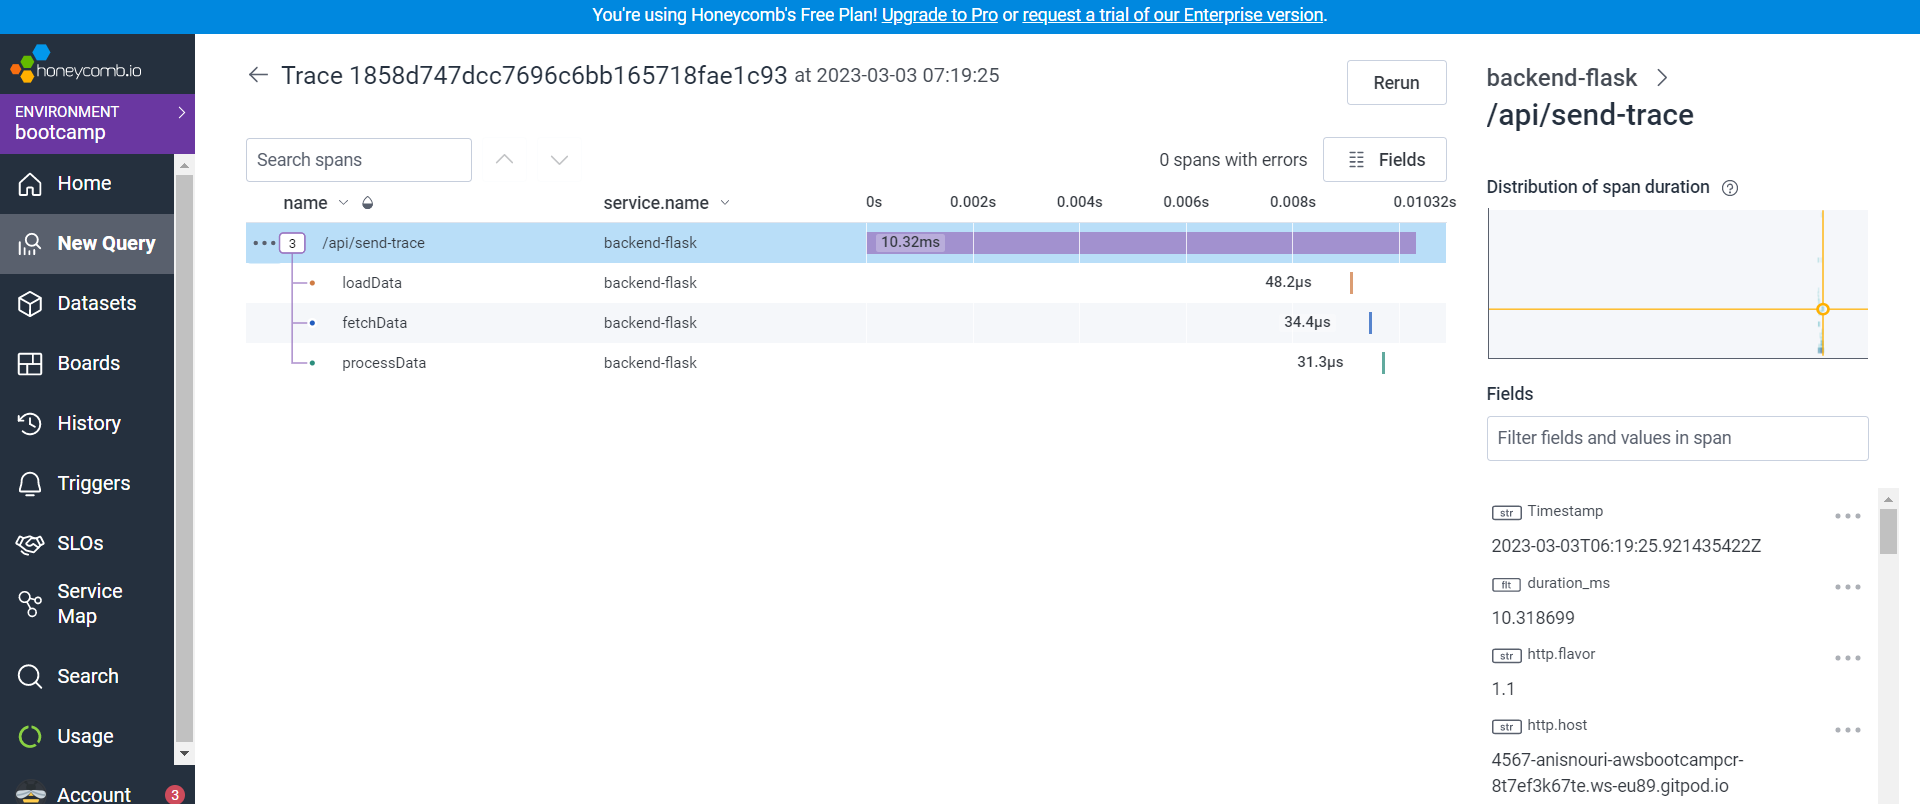 You're using Honeycomb's Free Plan! Upgrade to Pro or request a trial of our Enterprise version.
honeycomb.io
ENVIRONMENT
bootcamp
Home
New Query
Datasets
Boards
History
Triggers
SLOs
Service
Map
Search
Usage
Account 3
Trace 1858d747dcc7696c6bb165718fae1c93 at 2023-03-03 07:19:25
Rerun
Search spans
0 spans with errors
Fields
name service.name 0s 0.002s 0.004s 0.006s 0.008s 0.01032s
3 /api/send-trace backend-flask 10.32ms
loadData backend-flask 48.2µs
fetchData backend-flask 34.4µs
processData backend-flask 31.3µs
backend-flask
/api/send-trace
Distribution of span duration ?
Fields
Filter fields and values in span
str Timestamp
2023-03-03T06:19:25.921435422Z
flt duration_ms
10.318699
str http.flavor
1.1
str http.host
4567-anisnouri-awsbootcampcr-
8t7ef3k67te.ws-eu89.gitpod.io